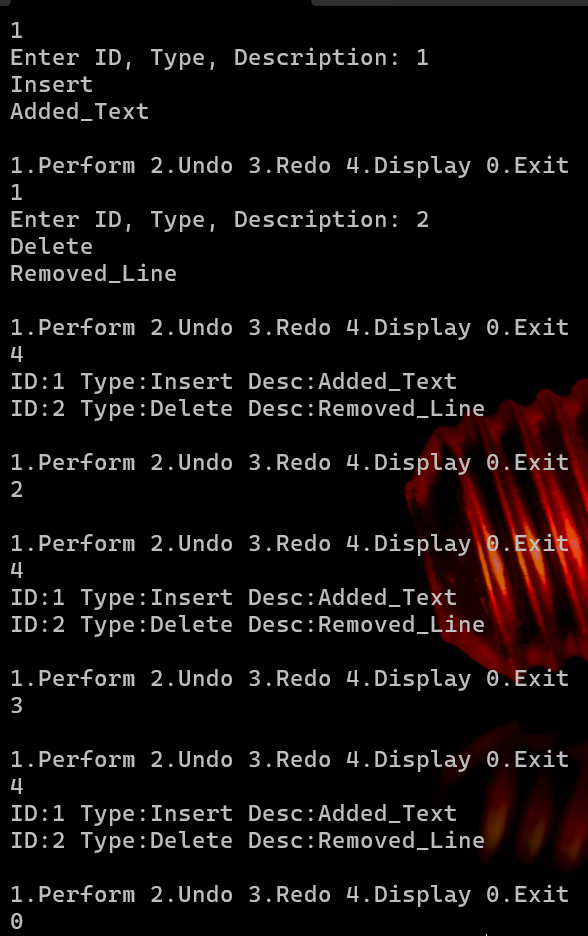 1
Enter ID, Type, Description: 1
Insert
Added_Text
1.Perform 2.Undo 3.Redo 4.Display 0.Exit
1
Enter ID, Type, Description: 2
Delete
Removed_Line
1.Perform 2.Undo 3.Redo 4.Display 0.Exit
4
ID:1 Type:Insert Desc:Added_Text
ID:2 Type:Delete Desc:Removed_Line
1.Perform 2.Undo 3.Redo 4.Display 0.Exit
2
1.Perform 2.Undo 3.Redo 4.Display 0.Exit
4
ID:1 Type:Insert Desc:Added_Text
ID:2 Type:Delete Desc:Removed_Line
1.Perform 2.Undo 3.Redo 4.Display 0.Exit
3
1.Perform 2.Undo 3.Redo 4.Display 0.Exit
4
ID:1 Type:Insert Desc:Added_Text
ID:2 Type:Delete Desc:Removed_Line
1.Perform 2.Undo 3.Redo 4.Display 0.Exit
0